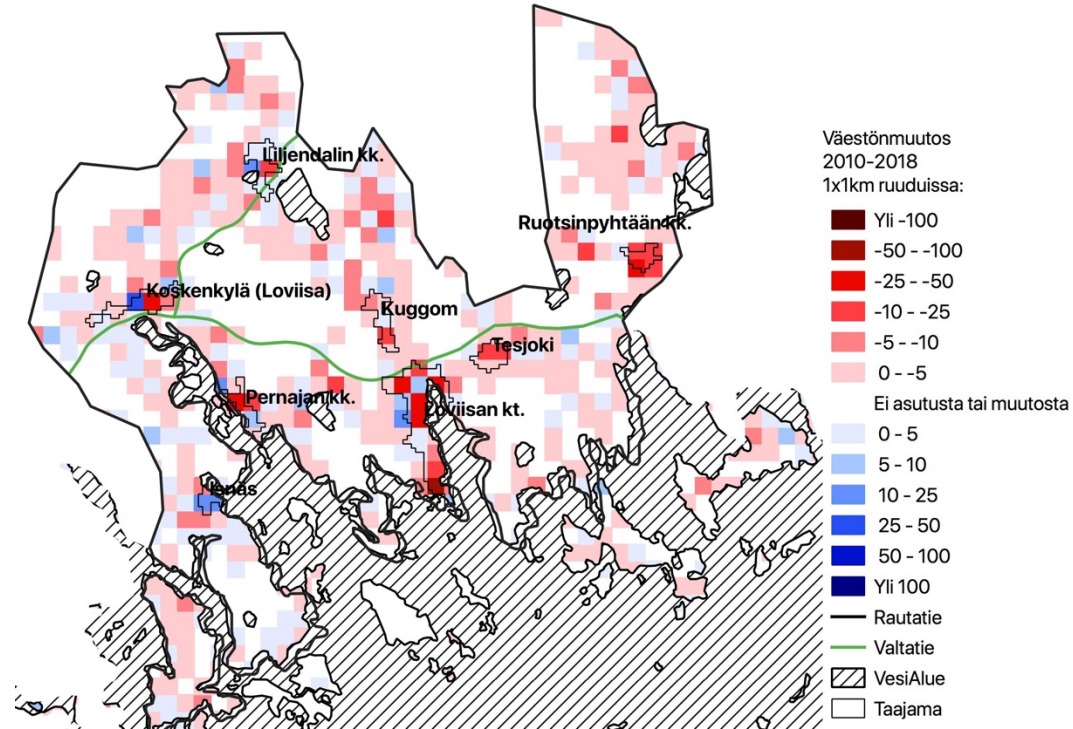 Liljendalin kk.
Ruotsinpyhtään kk.
Koskenkylä (Loviisa)
Kuggom
Tesjoki
Pernajan kk.
Loviisan kt.
Isnäs
Väestönmuutos
2010-2018
1x1km ruuduissa:
Yli -100
-50 - -100
-25 - -50
-10 - -25
-5 - -10
0 - -5
Ei asutusta tai muutosta
0 - 5
5 - 10
10 - 25
25 - 50
50 - 100
Yli 100
Rautatie
Valtatie
VesiAlue
Taajama